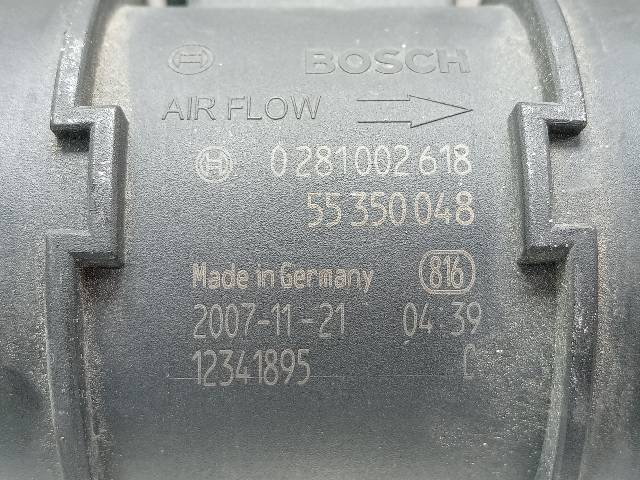 BOSCH
AIR FLOW
0 281 002 618
55 350 048
Made in Germany 816
2007-11-21 04:39
12341895 C